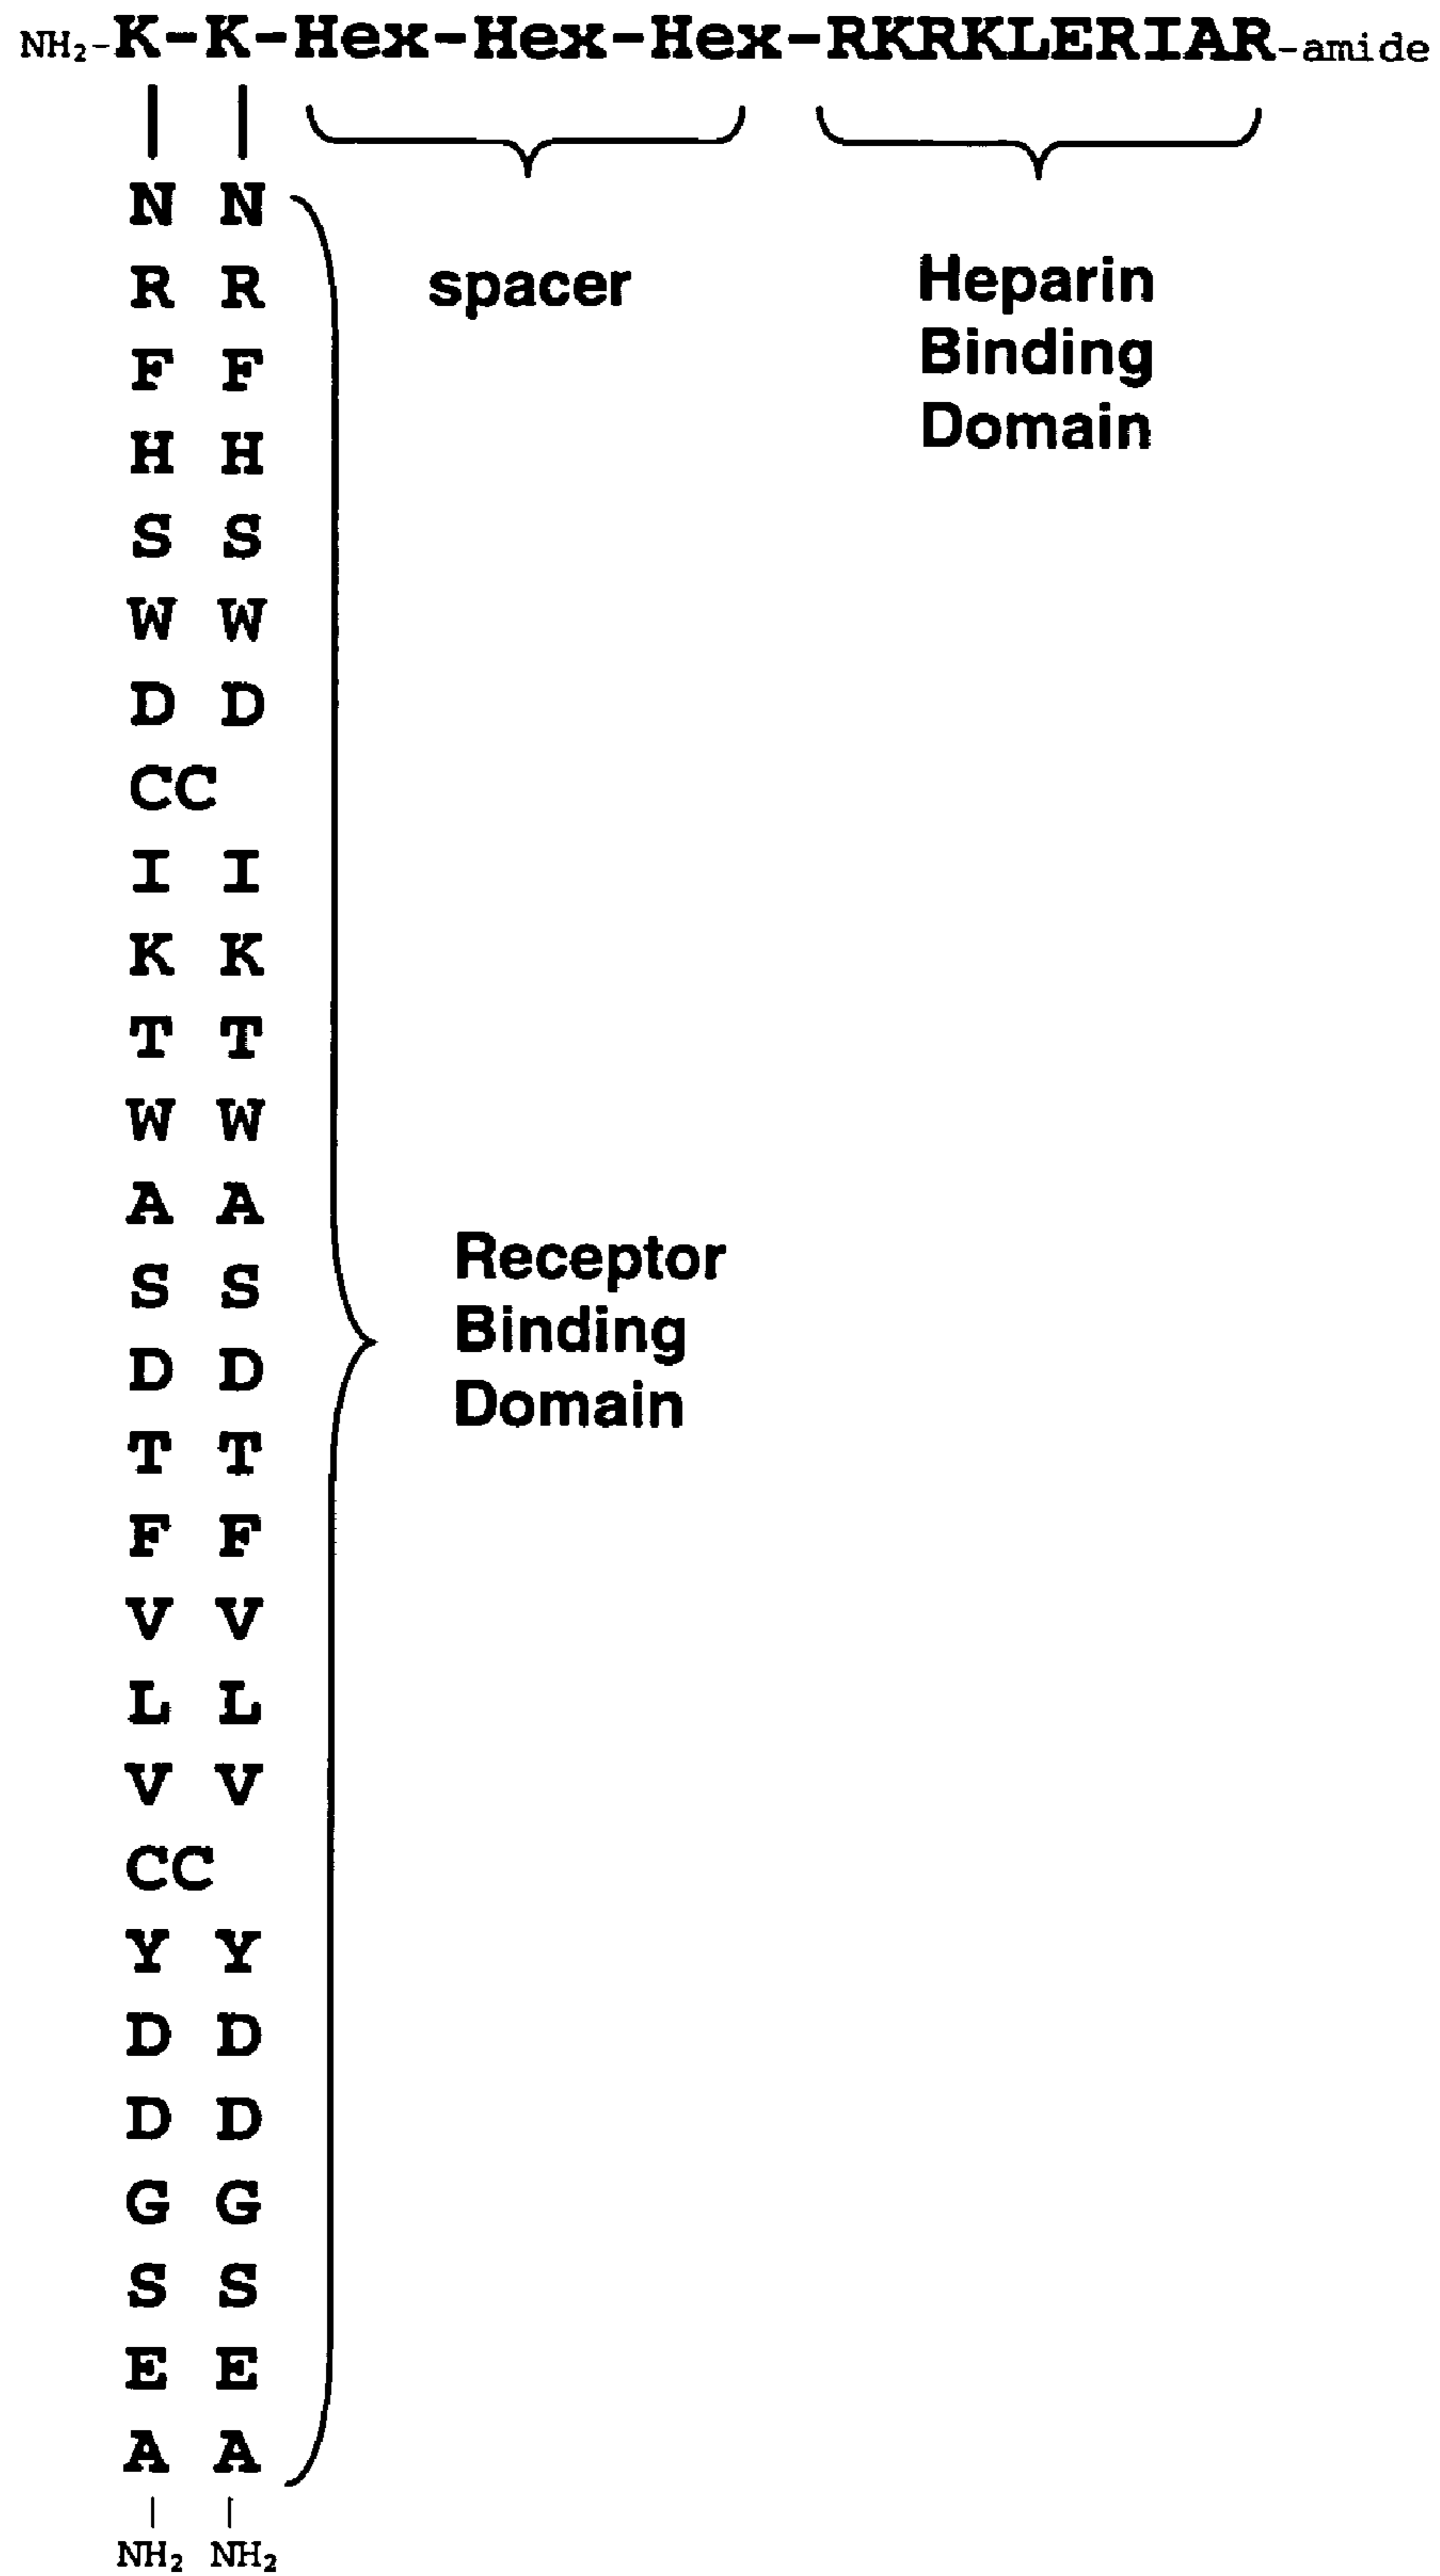 NH₂-K-K-Hex-Hex-Hex-RKRKLERIAR-amide
N N
R R
F F
H H
S S
W W
D D
CC
I I
K K
T T
W W
A A
S S
D D
T T
F F
V V
L L
V V
CC
Y Y
D D
D D
G G
S S
E E
A A
NH₂ NH₂
spacer
Heparin
Binding
Domain
Receptor
Binding
Domain